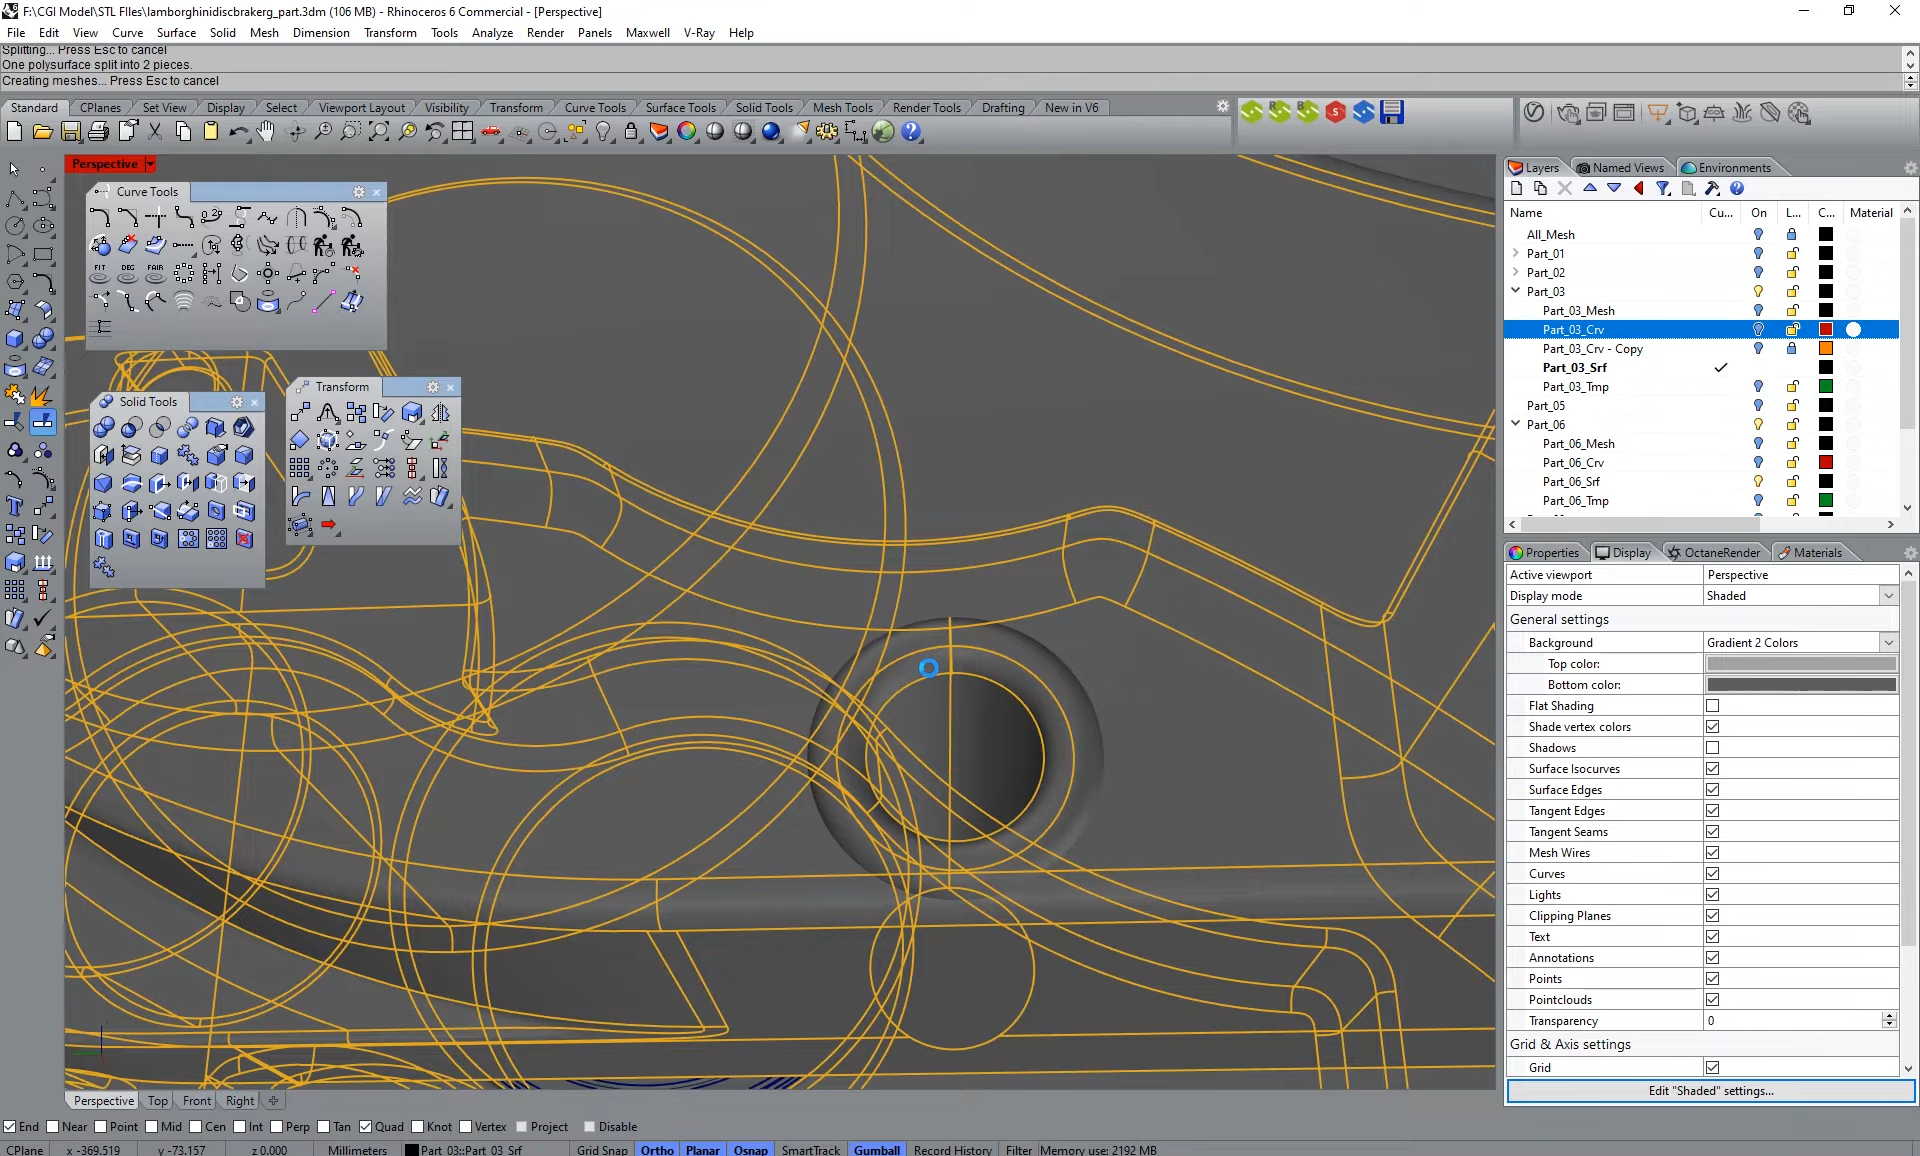 F:\CGI Model\STL FIles\lamborghinidiscbrakerg_part.3dm (106 MB) - Rhinoceros 6 Commercial - [Perspective]
File Edit View Curve Surface Solid Mesh Dimension Transform Tools Analyze Render Panels Maxwell V-Ray Help
Splitting... Press Esc to cancel
One polysurface split into 2 pieces.
Creating meshes... Press Esc to cancel
Standard CPlanes Set View Display Select Viewport Layout Visibility Transform Curve Tools Surface Tools Solid Tools Mesh Tools Render Tools Drafting New in V6
Perspective
Curve Tools
FIT DEG FAIR
Solid Tools
Transform
Layers Named Views Environments
Name Cu... On L... C... Material
All_Mesh
Part_01
Part_02
Part_03
Part_03_Mesh
Part_03_Crv
Part_03_Crv - Copy
Part_03_Srf
Part_03_Tmp
Part_05
Part_06
Part_06_Mesh
Part_06_Crv
Part_06_Srf
Part_06_Tmp
Properties Display OctaneRender Materials
Active viewport Perspective
Display mode Shaded
General settings
Background Gradient 2 Colors
Top color:
Bottom color:
Flat Shading
Shade vertex colors
Shadows
Surface Isocurves
Surface Edges
Tangent Edges
Tangent Seams
Mesh Wires
Curves
Lights
Clipping Planes
Text
Annotations
Points
Pointclouds
Transparency 0
Grid & Axis settings
Grid
Edit "Shaded" settings...
Perspective Top Front Right
End Near Point Mid Cen Int Perp Tan Quad Knot Vertex Project Disable
CPlane x -369.519 y -73.157 z 0.000 Millimeters Part_03::Part_03_Srf Grid Snap Ortho Planar Osnap SmartTrack Gumball Record History Filter Memory use: 2192 MB